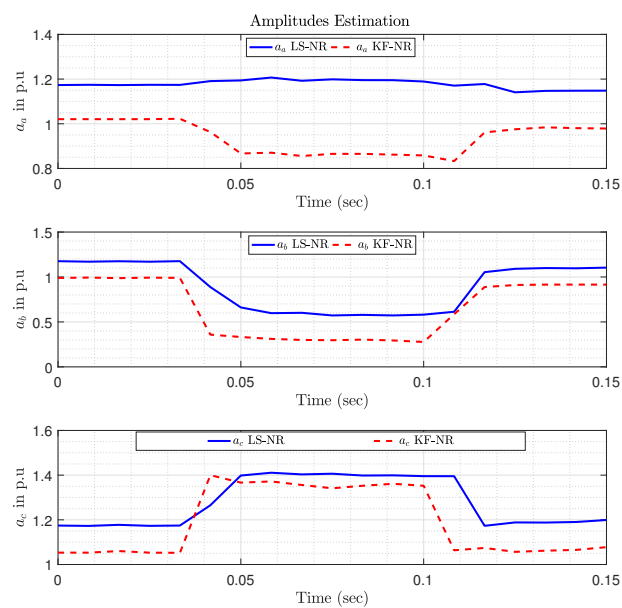 Amplitudes Estimation
a_a LS-NR a_a KF-NR
1.4
1.2
1
0.8
a_a in p.u
0 0.05 0.1 0.15
Time (sec)
a_b LS-NR a_b KF-NR
1.5
1
0.5
0
a_b in p.u
0 0.05 0.1 0.15
Time (sec)
a_c LS-NR a_c KF-NR
1.6
1.4
1.2
1
a_c in p.u
0 0.05 0.1 0.15
Time (sec)